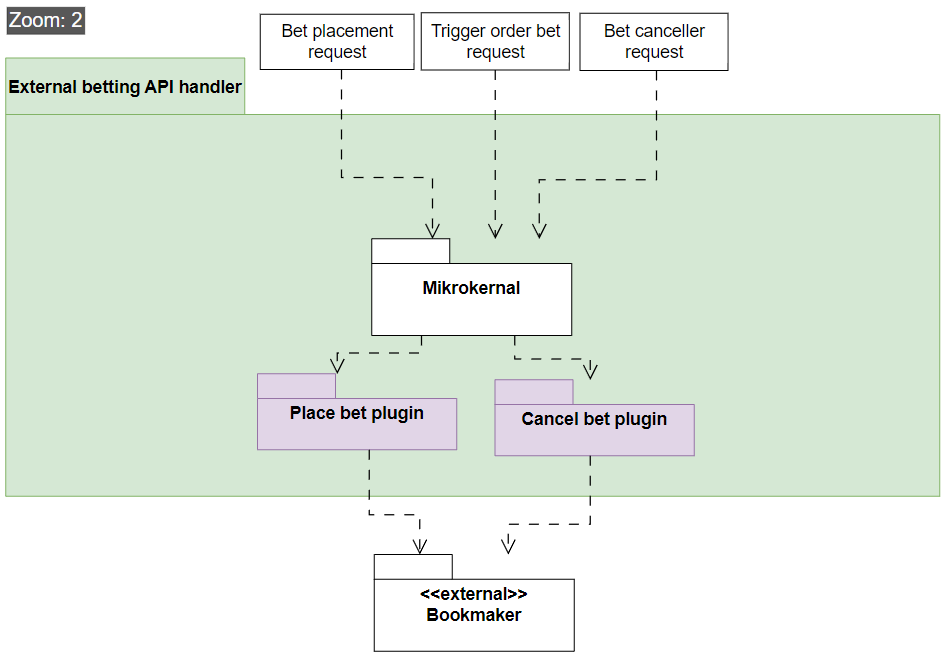 Zoom: 2
Bet placement
request
Trigger order bet
request
Bet canceller
request
External betting API handler
Mikrokernal
Place bet plugin
Cancel bet plugin
<<external>>
Bookmaker